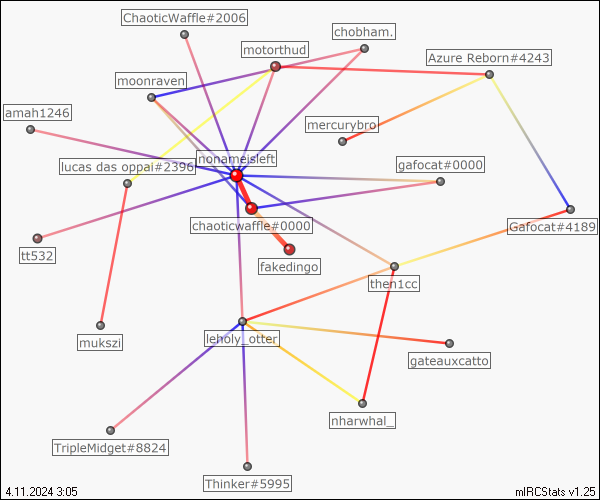 ChaoticWaffle#2006
chobham.
motorthud
Azure Reborn#4243
moonraven
amah1246
mercurybro
nonameisleft
lucas das oppai#2396
gafocat#0000
chaoticwaffle#0000
Gafocat#4189
tt532
fakedingo
then1cc
leholy_otter
mukszi
gateauxcatto
nharwhal_
TripleMidget#8824
Thinker#5995
4.11.2024 3:05
mIRCStats v1.25